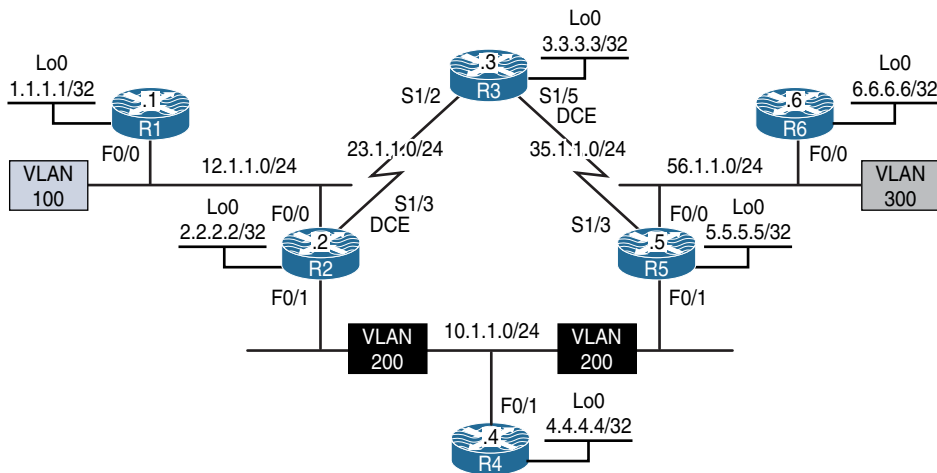 Lo0
3.3.3.3/32
.3
R3
Lo0
1.1.1.1/32
.1
R1
S1/2
S1/5
DCE
Lo0
6.6.6.6/32
.6
R6
F0/0
F0/0
VLAN
100
12.1.1.0/24
23.1.1.0/24
35.1.1.0/24
56.1.1.0/24
VLAN
300
S1/3
DCE
Lo0
2.2.2.2/32
F0/0
.2
R2
S1/3
F0/0
Lo0
5.5.5.5/32
.5
R5
F0/1
F0/1
VLAN
200
10.1.1.0/24
VLAN
200
F0/1
Lo0
4.4.4.4/32
.4
R4